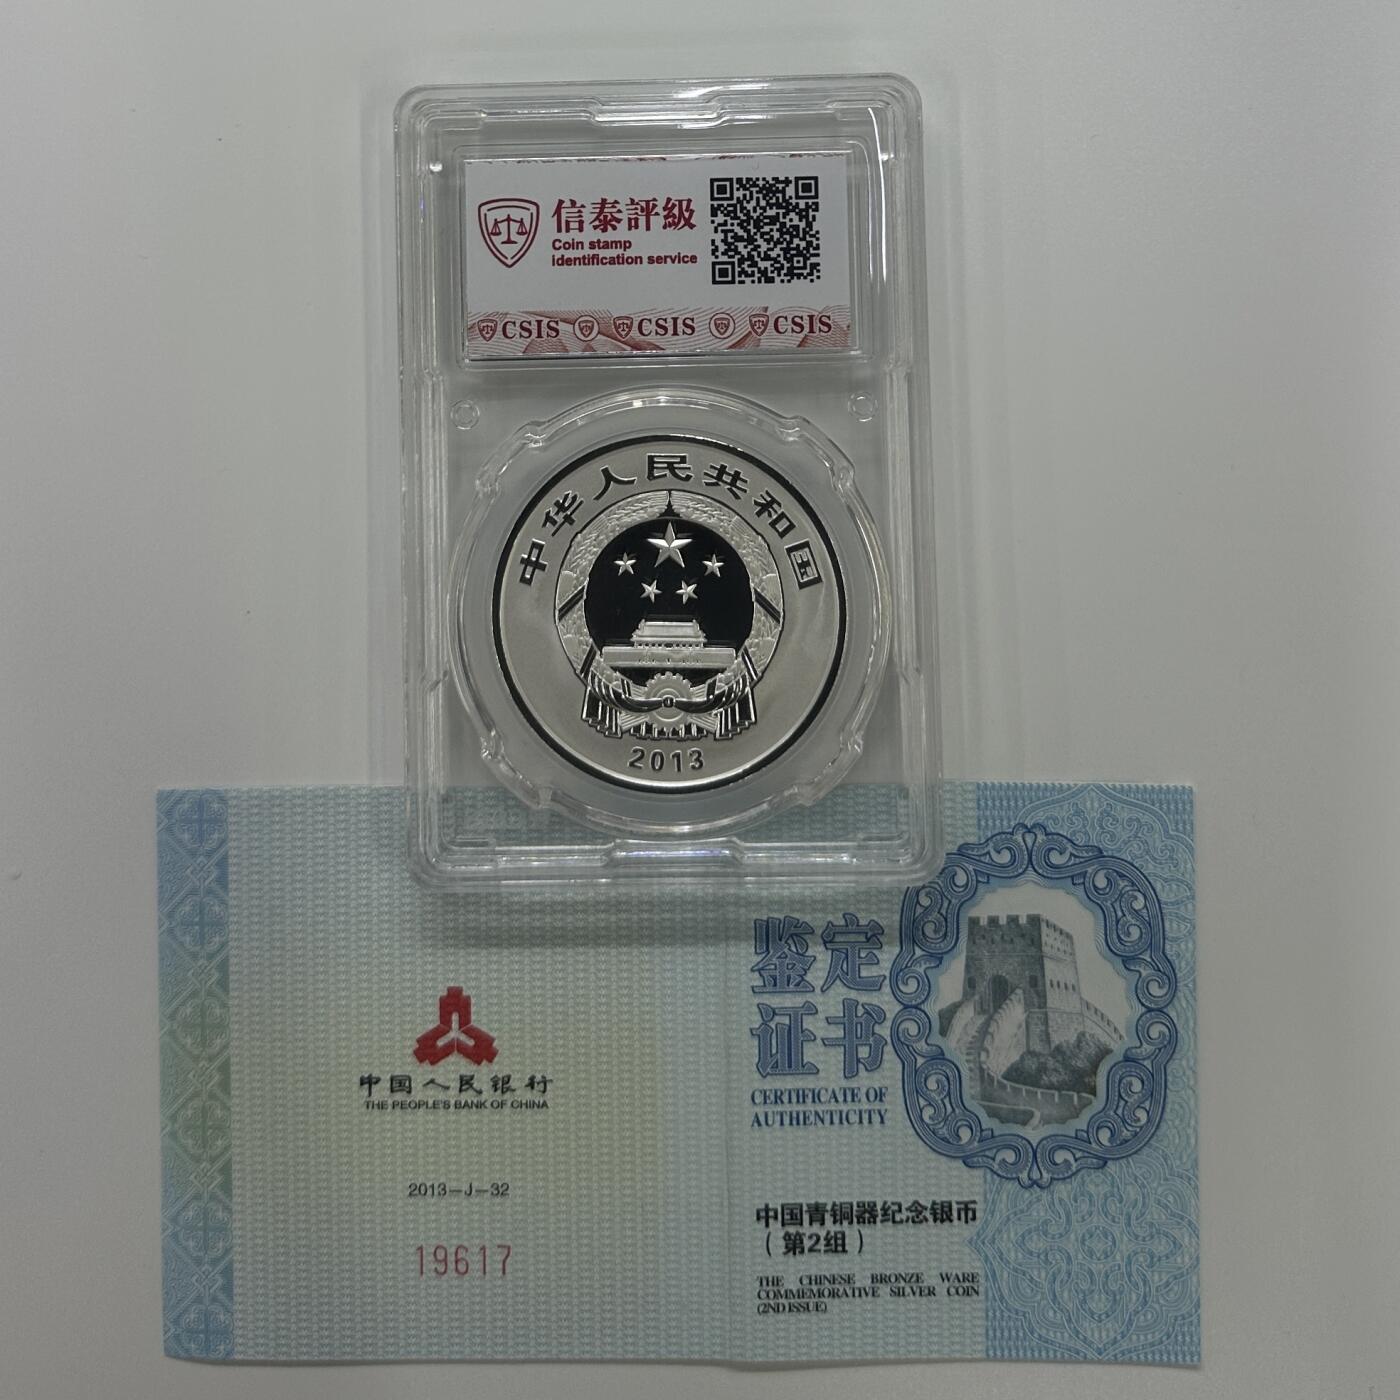 信泰評級
Coin stamp
identification service
CSIS CSIS CSIS
中华人民共和国
2013
中国人民银行
THE PEOPLE'S BANK OF CHINA
2013-J-32
19617
鉴定
证书
CERTIFICATE OF
AUTHENTICITY
中国青铜器纪念银币
(第2组)
THE CHINESE BRONZE WARE
COMMEMORATIVE SILVER COIN
(2ND ISSUE)